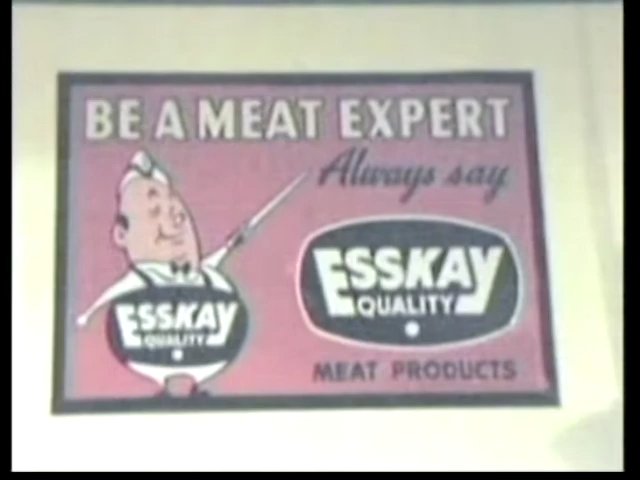 BE A MEAT EXPERT
Always say
ESSKAY
QUALITY
ESSKAY
QUALITY
MEAT PRODUCTS